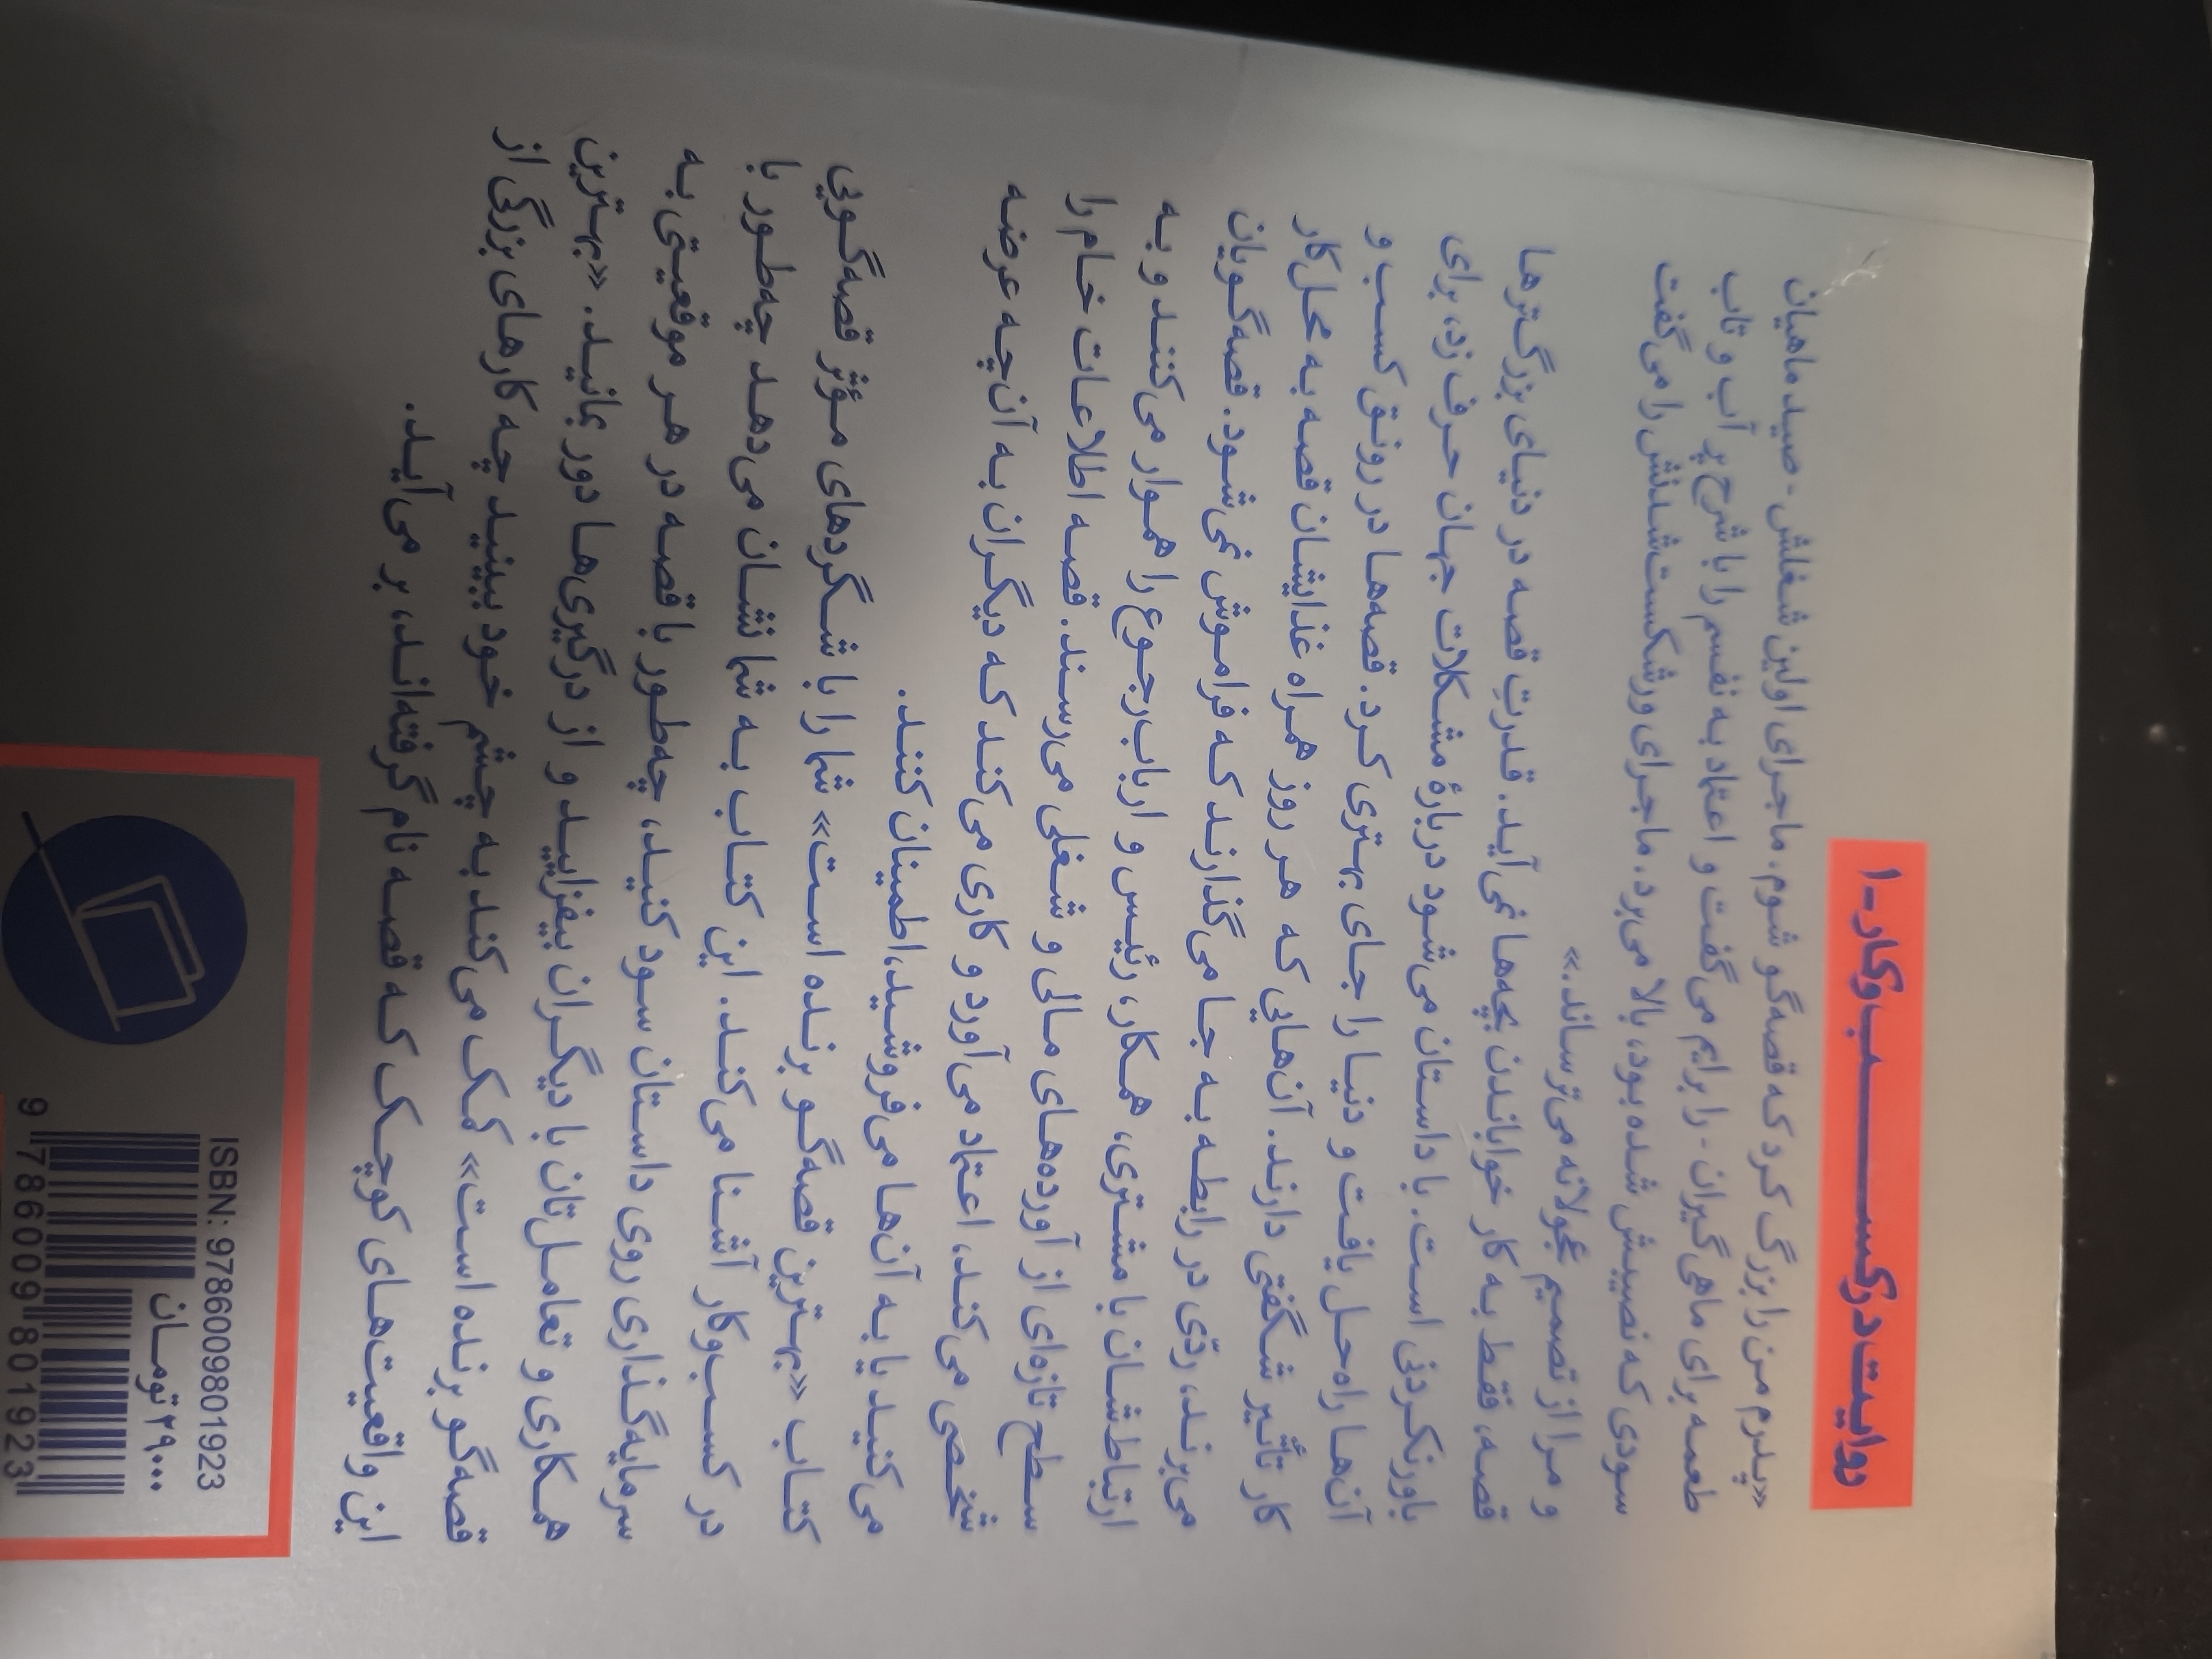 روایت در کسب‌وکار-۱
«پدرم من را بزرگ کرد که قصه‌گو شوم. ماجرای اولین شغلش - صید ماهیان
طعمه برای ماهی‌گیران - را برایم می‌گفت و اعتماد به نفسم را با شرح پر آب و تاب
سودی که نصیبش شده بود، بالا می‌برد. ماجرای ورشکست‌شدنش را می‌گفت
و مرا از تصمیم عجولانه می‌ترساند.»
قصه، فقط به کار خواباندن بچه‌ها نمی‌آید. قدرتِ قصه در دنیای بزرگ‌ترها
باورنکردنی است. با داستان می‌شود دربارهٔ مشکلات جهان حرف زد، برای
آن‌ها راه‌حل یافت و دنیا را جای بهتری کرد. قصه‌ها در رونق کسب و
کار تأثیر شگفتی دارند. آن‌هایی که هر روز همراه غذایشان قصه به محل کار
می‌برند، ردّی در رابطه به جا می‌گذارند که فراموش نمی‌شود. قصه‌گویان
ارتباط‌شان با مشتری، همکار، رئیس و ارباب‌رجوع را هموار می‌کنند و به
سطح تازه‌ای از آورده‌های مالی و شغلی می‌رسند. قصه اطلاعات خام را
شخصی می‌کند، اعتماد می‌آورد و کاری می‌کند که دیگران به آن‌چه عرضه
می‌کنید یا به آن‌ها می‌فروشید، اطمینان کنند.
کتاب «بهترین قصه‌گو برنده است» شما را با شگردهای مؤثر قصه‌گویی
در کسب‌وکار آشنا می‌کند. این کتاب به شما نشان می‌دهد چه‌طور با
سرمایه‌گذاری روی داستان سود کنید، چه‌طور با قصه در هر موقعیتی به
همکاری و تعامل‌تان با دیگران بیفزایید و از درگیری‌ها دور بمانید. «بهترین
قصه‌گو برنده است» کمک می‌کند به چشم خود ببینید چه کارهای بزرگی از
این واقعیت‌های کوچک که قصه نام گرفته‌اند، بر می‌آید.
ISBN: 9786009801923
۲۹۰۰۰ تومان
9 786009 801923